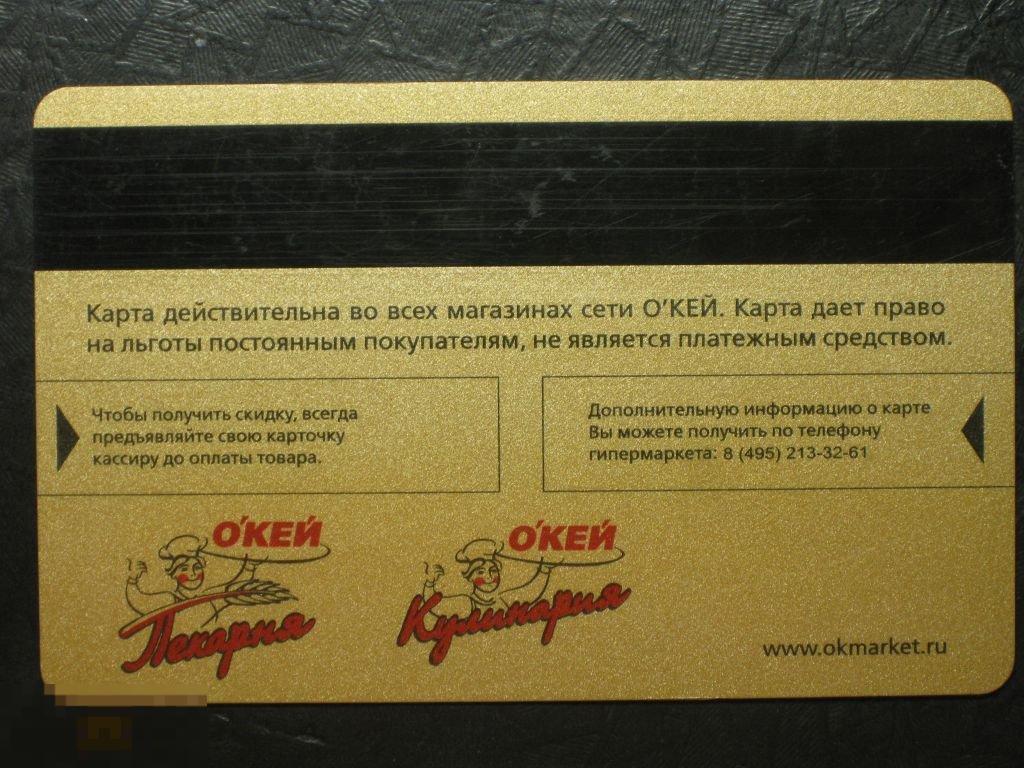 Карта действительна во всех магазинах сети О'КЕЙ. Карта дает право
на льготы постоянным покупателям, не является платежным средством.
Чтобы получить скидку, всегда
предъявляйте свою карточку
кассиру до оплаты товара.
Дополнительную информацию о карте
Вы можете получить по телефону
гипермаркета: 8 (495) 213-32-61
О'КЕЙ
Пекарня
О'КЕЙ
Кулинария
www.okmarket.ru